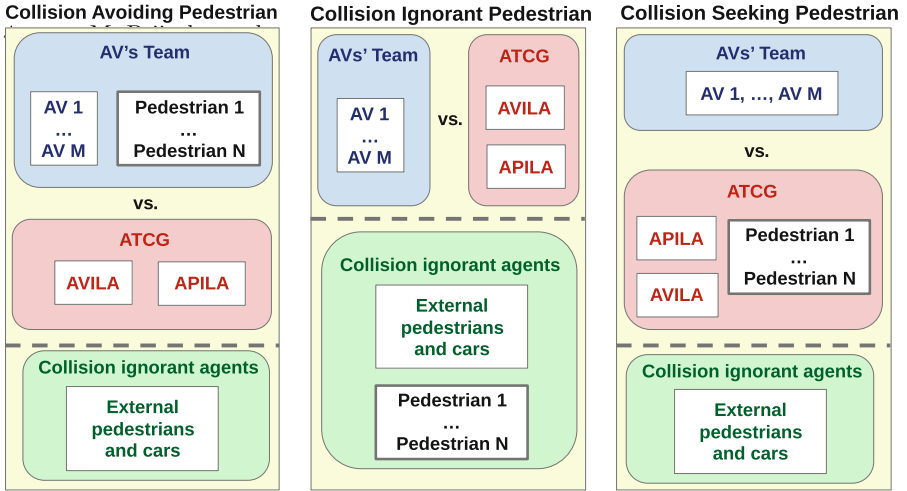 Collision Avoiding Pedestrian
AV's Team
AV 1
...
AV M
Pedestrian 1
...
Pedestrian N
vs.
ATCG
AVILA
APILA
Collision ignorant agents
External
pedestrians
and cars
Collision Ignorant Pedestrian
AVs' Team
AV 1
...
AV M
vs.
ATCG
AVILA
APILA
Collision ignorant agents
External
pedestrians
and cars
Pedestrian 1
...
Pedestrian N
Collision Seeking Pedestrian
AVs' Team
AV 1, ..., AV M
vs.
ATCG
APILA
AVILA
Pedestrian 1
...
Pedestrian N
Collision ignorant agents
External
pedestrians
and cars